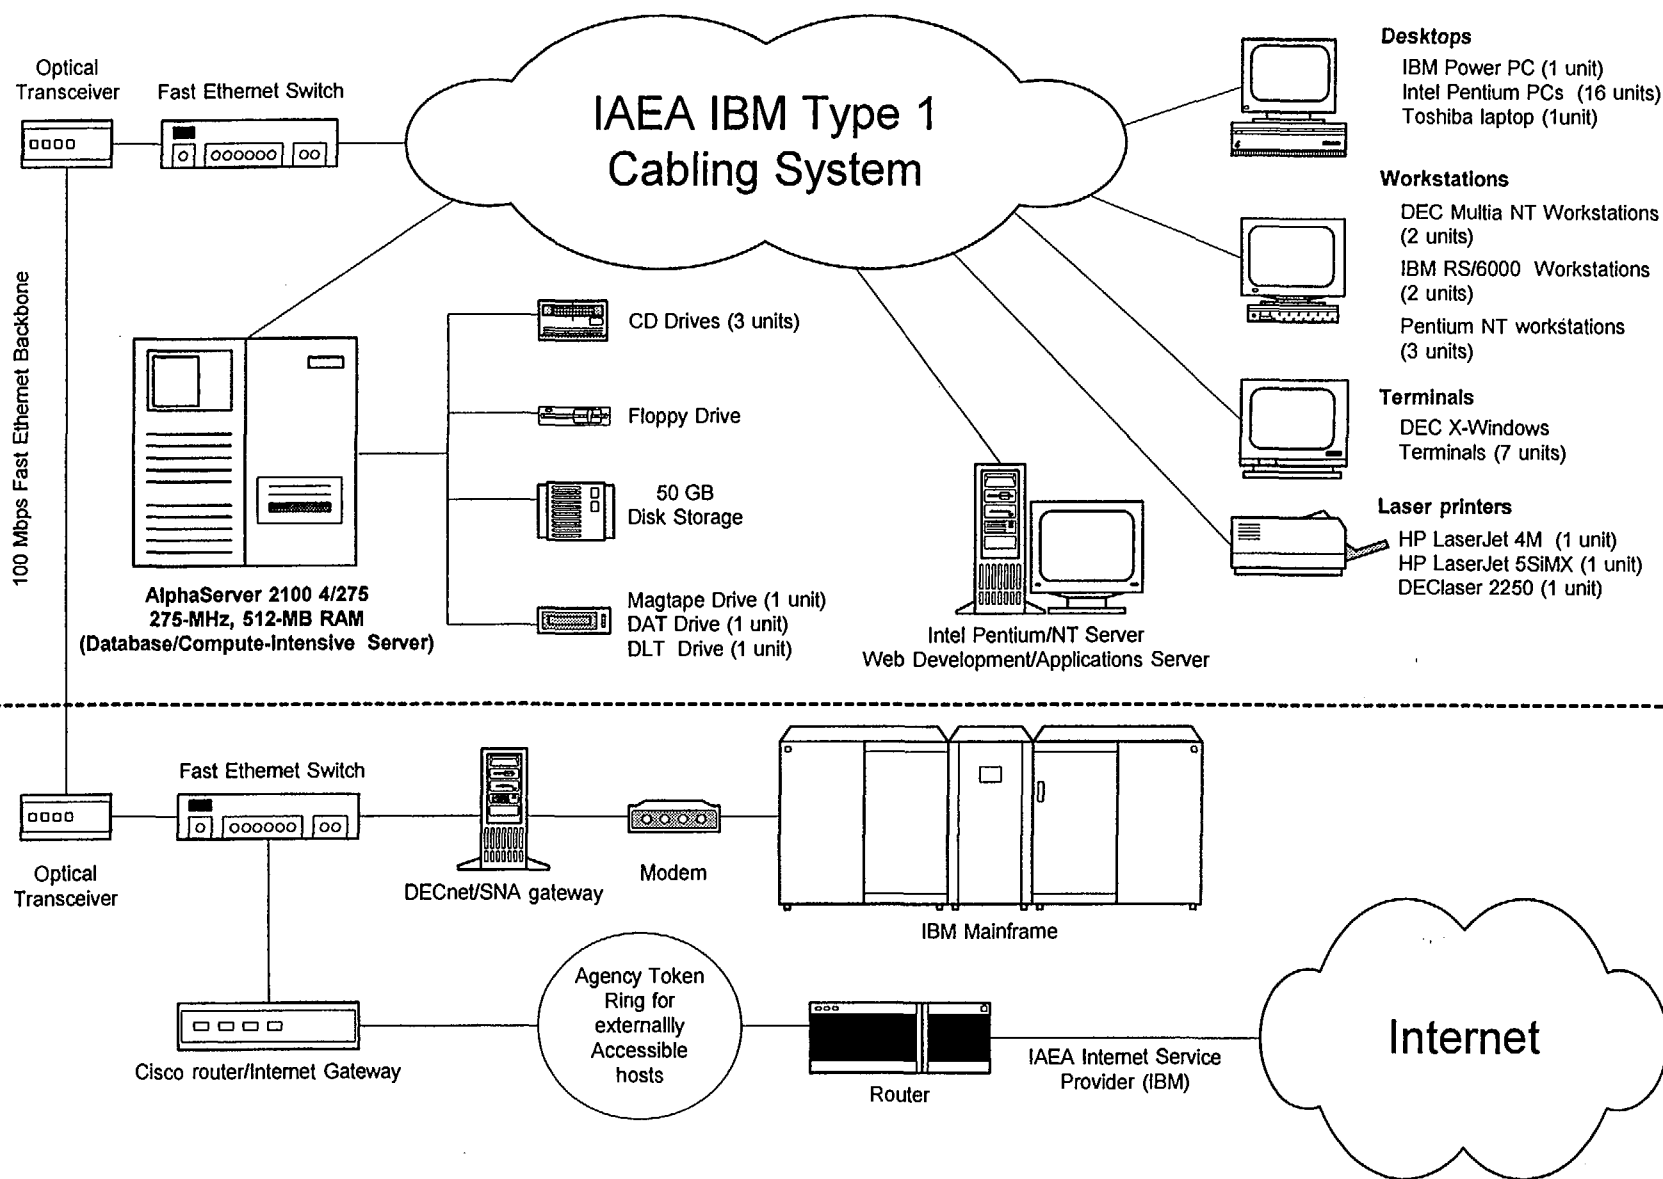 Optical
Transceiver
Fast Ethernet Switch
IAEA IBM Type 1
Cabling System
Desktops
IBM Power PC (1 unit)
Intel Pentium PCs (16 units)
Toshiba laptop (1unit)
Workstations
DEC Multia NT Workstations
(2 units)
IBM RS/6000 Workstations
(2 units)
Pentium NT workstations
(3 units)
Terminals
DEC X-Windows
Terminals (7 units)
Laser printers
HP LaserJet 4M (1 unit)
HP LaserJet 5SiMX (1 unit)
DEClaser 2250 (1 unit)
100 Mbps Fast Ethernet Backbone
CD Drives (3 units)
Floppy Drive
50 GB
Disk Storage
Magtape Drive (1 unit)
DAT Drive (1 unit)
DLT Drive (1 unit)
AlphaServer 2100 4/275
275-MHz, 512-MB RAM
(Database/Compute-Intensive Server)
Intel Pentium/NT Server
Web Development/Applications Server
Fast Ethernet Switch
Optical
Transceiver
DECnet/SNA gateway
Modem
IBM Mainframe
Cisco router/Internet Gateway
Agency Token
Ring for
externallly
Accessible
hosts
Router
IAEA Internet Service
Provider (IBM)
Internet